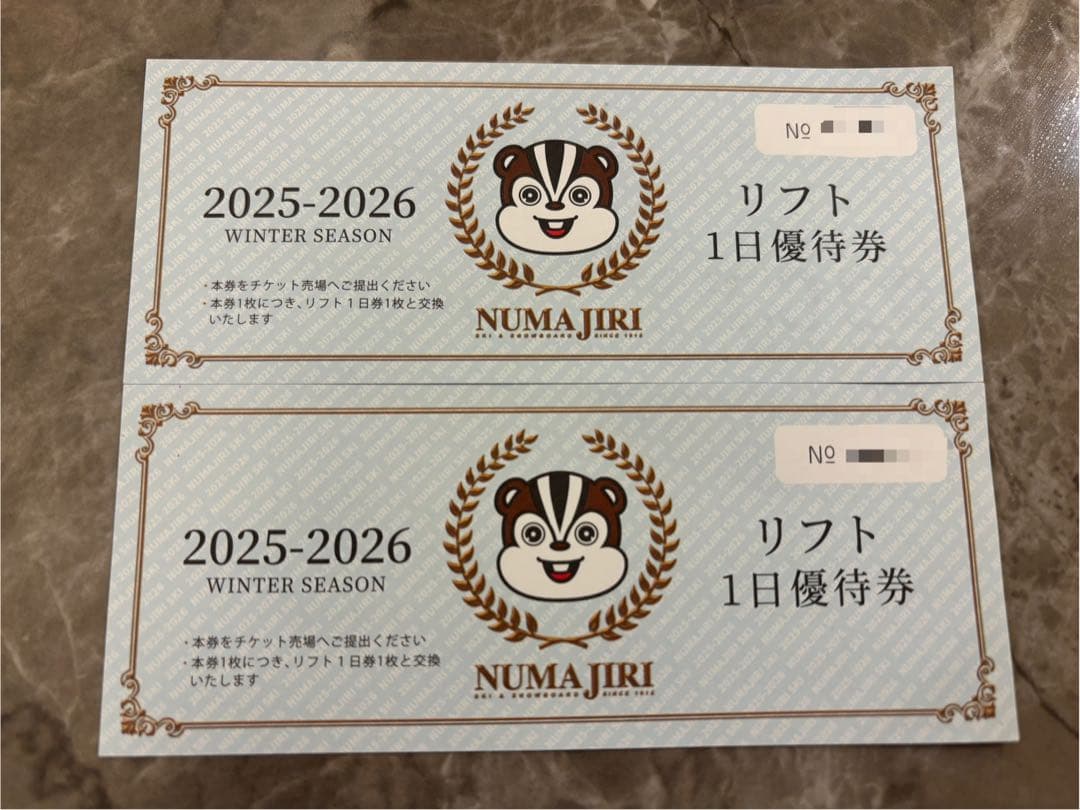 2025-2026
WINTER SEASON
・本券をチケット売場へご提出ください
・本券1枚につき、リフト1日券1枚と交換
いたします
NUMAJIRI
SKI & SNOWBOARD SINCE 1915
№
リフト
1日優待券
2025-2026
WINTER SEASON
・本券をチケット売場へご提出ください
・本券1枚につき、リフト1日券1枚と交換
いたします
NUMAJIRI
SKI & SNOWBOARD SINCE 1915
№
リフト
1日優待券